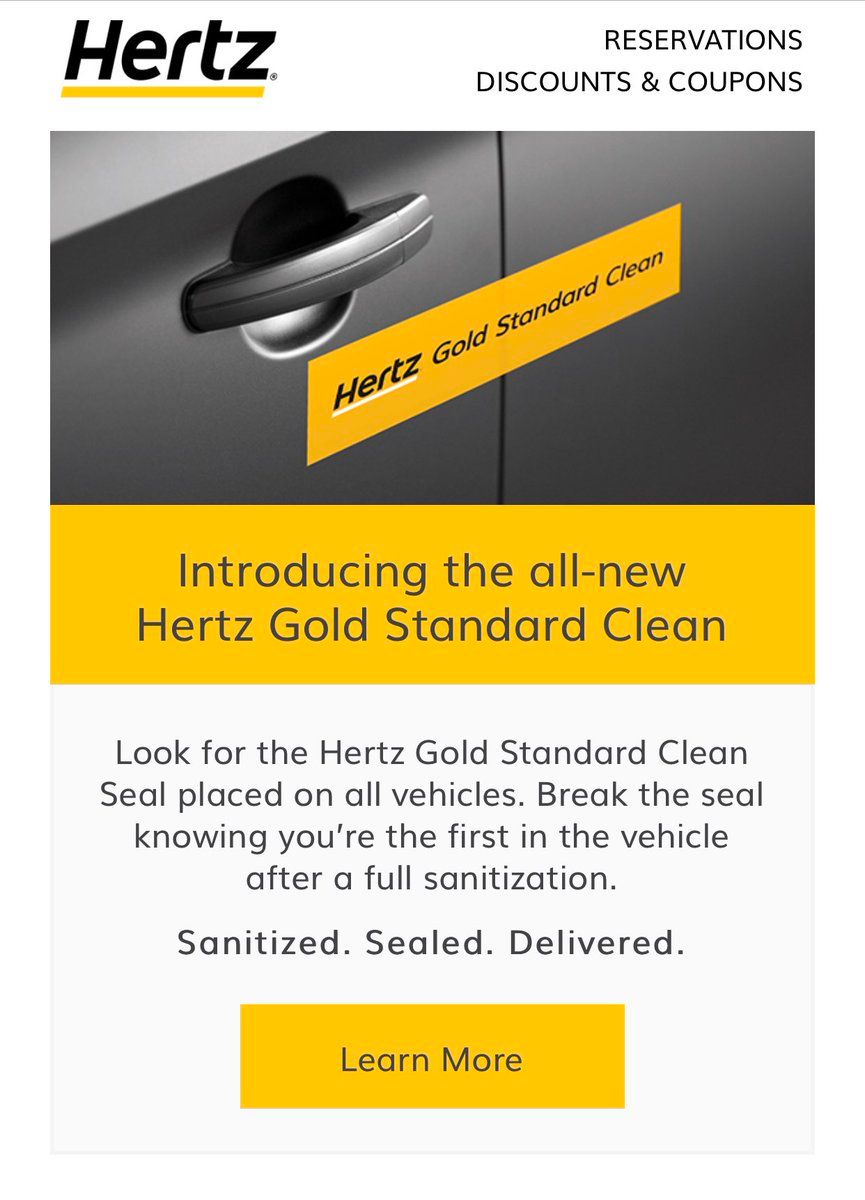 Hertz®
RESERVATIONS
DISCOUNTS & COUPONS
Hertz Gold Standard Clean
Introducing the all-new
Hertz Gold Standard Clean
Look for the Hertz Gold Standard Clean
Seal placed on all vehicles. Break the seal
knowing you’re the first in the vehicle
after a full sanitization.
Sanitized. Sealed. Delivered.
Learn More